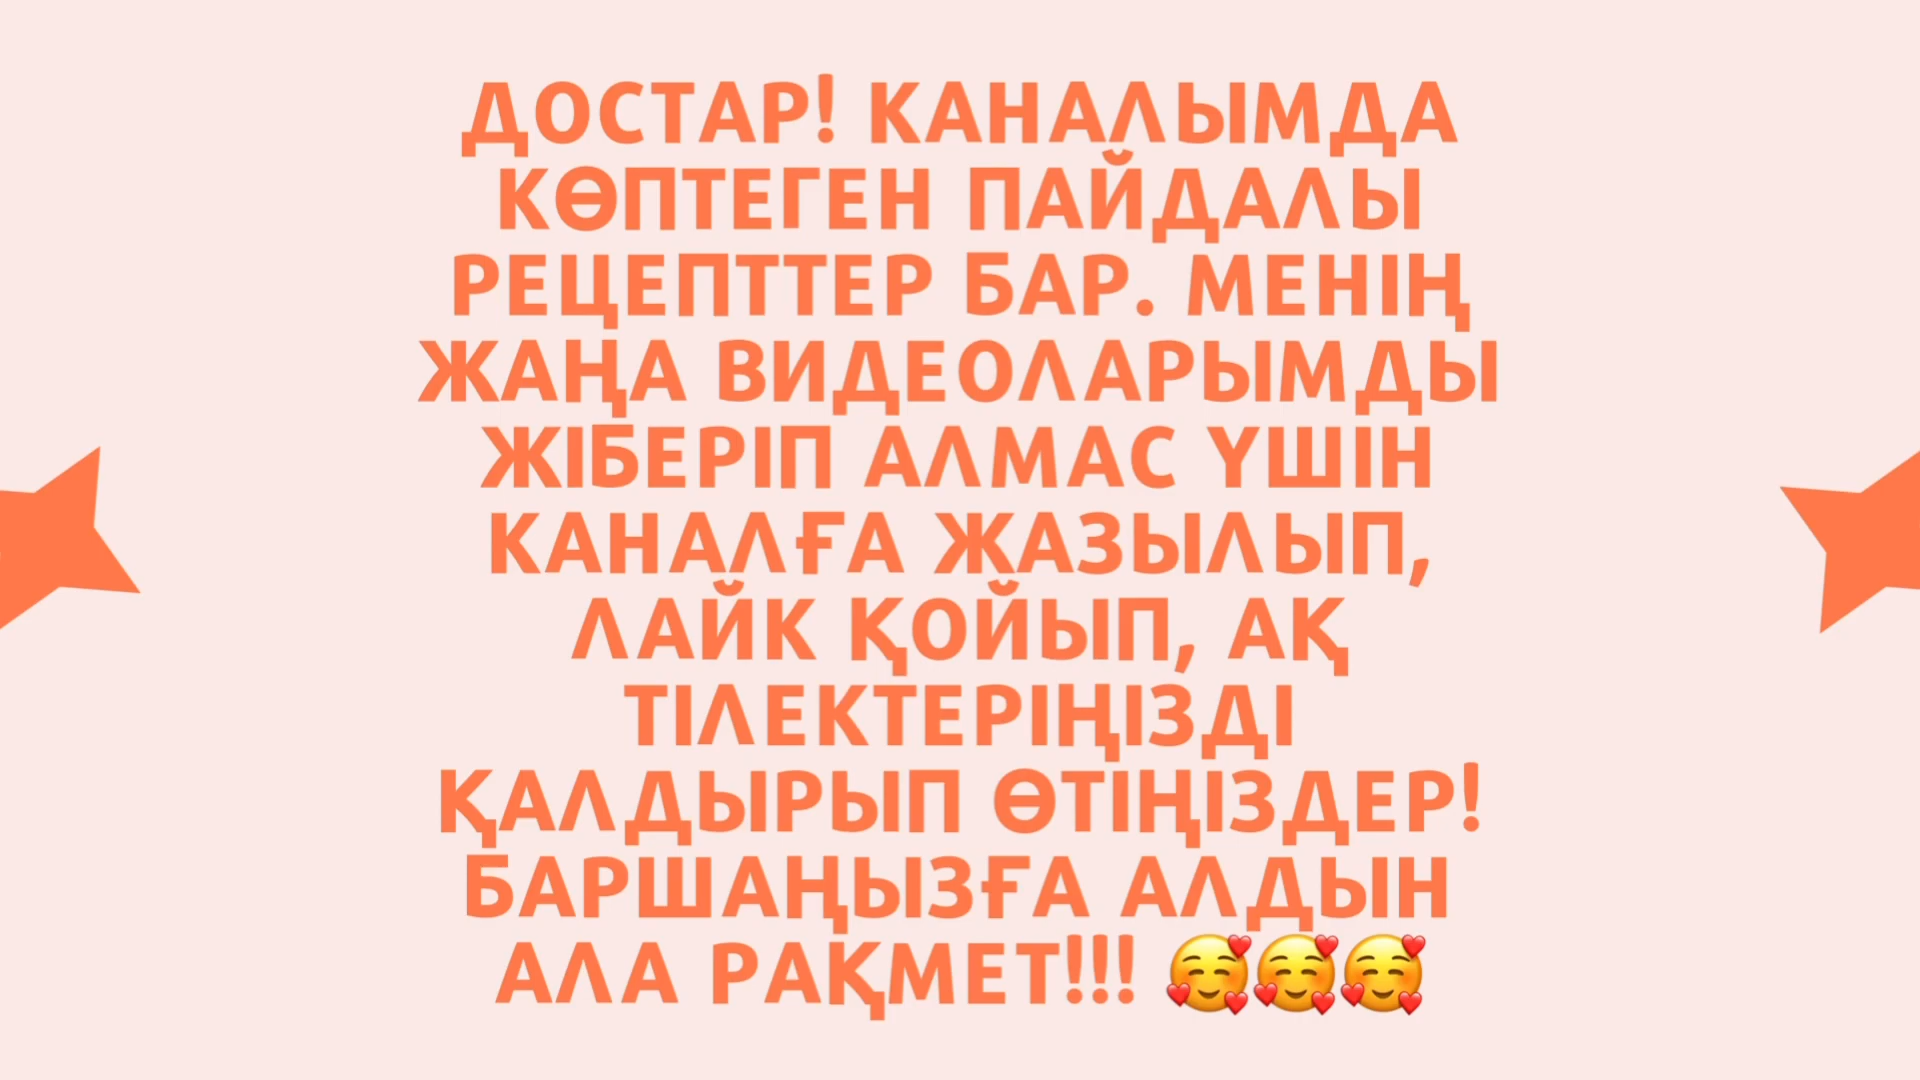 ДОСТАР! КАНАЛЫМДА
КӨПТЕГЕН ПАЙДАЛЫ
РЕЦЕПТТЕР БАР. МЕНІҢ
ЖАҢА ВИДЕОЛАРЫМДЫ
ЖІБЕРІП АЛМАС ҮШІН
КАНАЛҒА ЖАЗЫЛЫП,
ЛАЙК ҚОЙЫП, АҚ
ТІЛЕКТЕРІҢІЗДІ
ҚАЛДЫРЫП ӨТІҢІЗДЕР!
БАРШАҢЫЗҒА АЛДЫН
АЛА РАҚМЕТ!!! 🥰🥰🥰